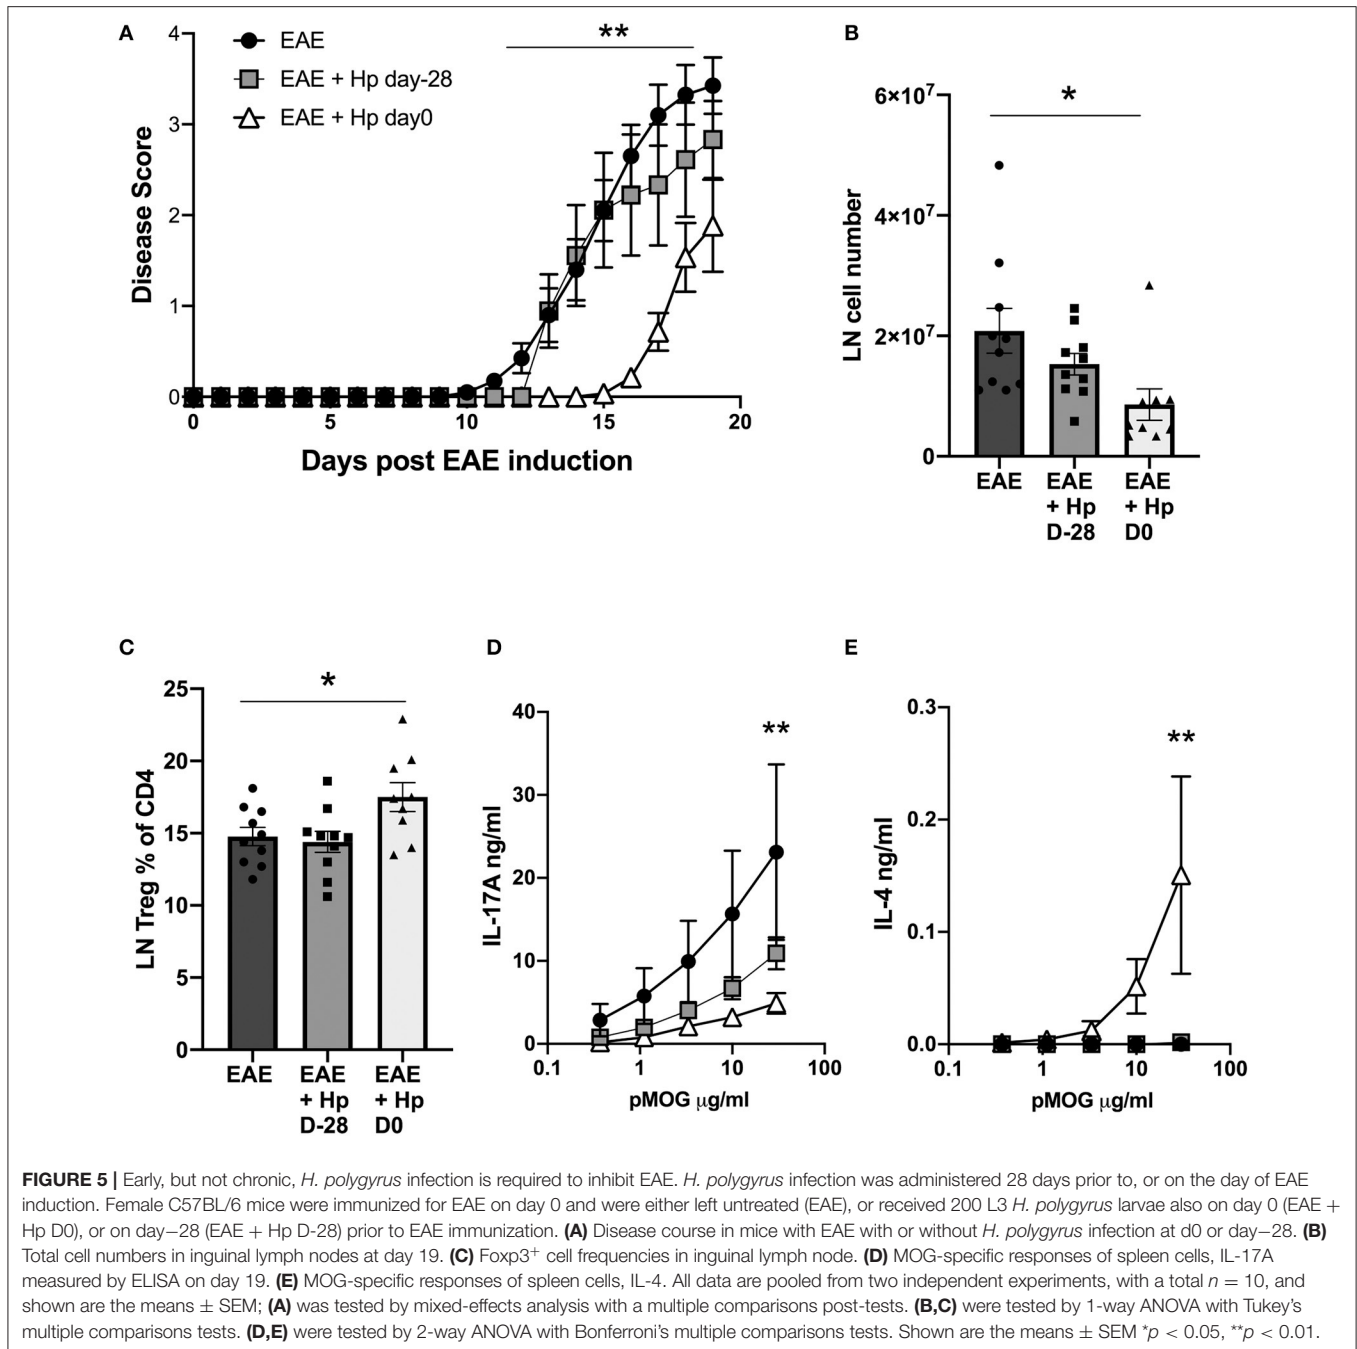 A
4
3
2
1
0
Disease Score
EAE
EAE + Hp day-28
EAE + Hp day0
**
0 5 10 15 20
Days post EAE induction
B
6×10⁷
4×10⁷
2×10⁷
0
LN cell number
*
EAE EAE EAE
+ Hp + Hp
D-28 D0
C
25
20
15
10
5
0
LN Treg % of CD4
*
EAE EAE EAE
+ Hp + Hp
D-28 D0
D
40
30
20
10
0
IL-17A ng/ml
**
0.1 1 10 100
pMOG μg/ml
E
0.3
0.2
0.1
0.0
IL-4 ng/ml
**
0.1 1 10 100
pMOG μg/ml
FIGURE 5 | Early, but not chronic, H. polygyrus infection is required to inhibit EAE. H. polygyrus infection was administered 28 days prior to, or on the day of EAE
induction. Female C57BL/6 mice were immunized for EAE on day 0 and were either left untreated (EAE), or received 200 L3 H. polygyrus larvae also on day 0 (EAE +
Hp D0), or on day−28 (EAE + Hp D-28) prior to EAE immunization. (A) Disease course in mice with EAE with or without H. polygyrus infection at d0 or day−28. (B)
Total cell numbers in inguinal lymph nodes at day 19. (C) Foxp3⁺ cell frequencies in inguinal lymph node. (D) MOG-specific responses of spleen cells, IL-17A
measured by ELISA on day 19. (E) MOG-specific responses of spleen cells, IL-4. All data are pooled from two independent experiments, with a total n = 10, and
shown are the means ± SEM; (A) was tested by mixed-effects analysis with a multiple comparisons post-tests. (B,C) were tested by 1-way ANOVA with Tukey's
multiple comparisons tests. (D,E) were tested by 2-way ANOVA with Bonferroni's multiple comparisons tests. Shown are the means ± SEM *p < 0.05, **p < 0.01.